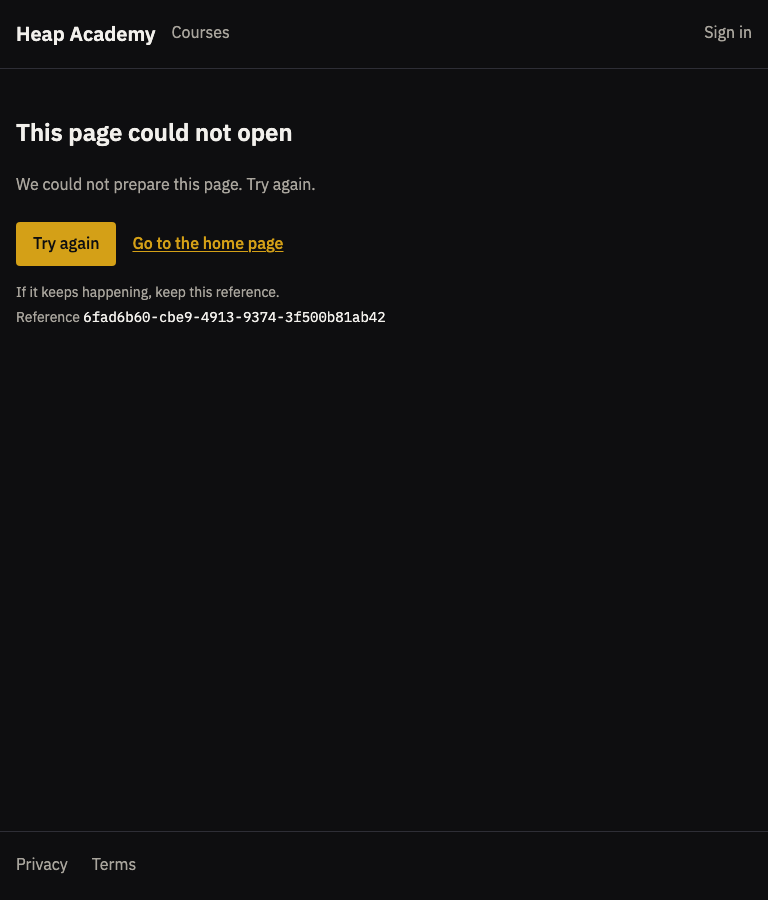 Heap Academy Courses Sign in
This page could not open
We could not prepare this page. Try again.
Try again Go to the home page
If it keeps happening, keep this reference.
Reference 6fad6b60-cbe9-4913-9374-3f500b81ab42
Privacy Terms